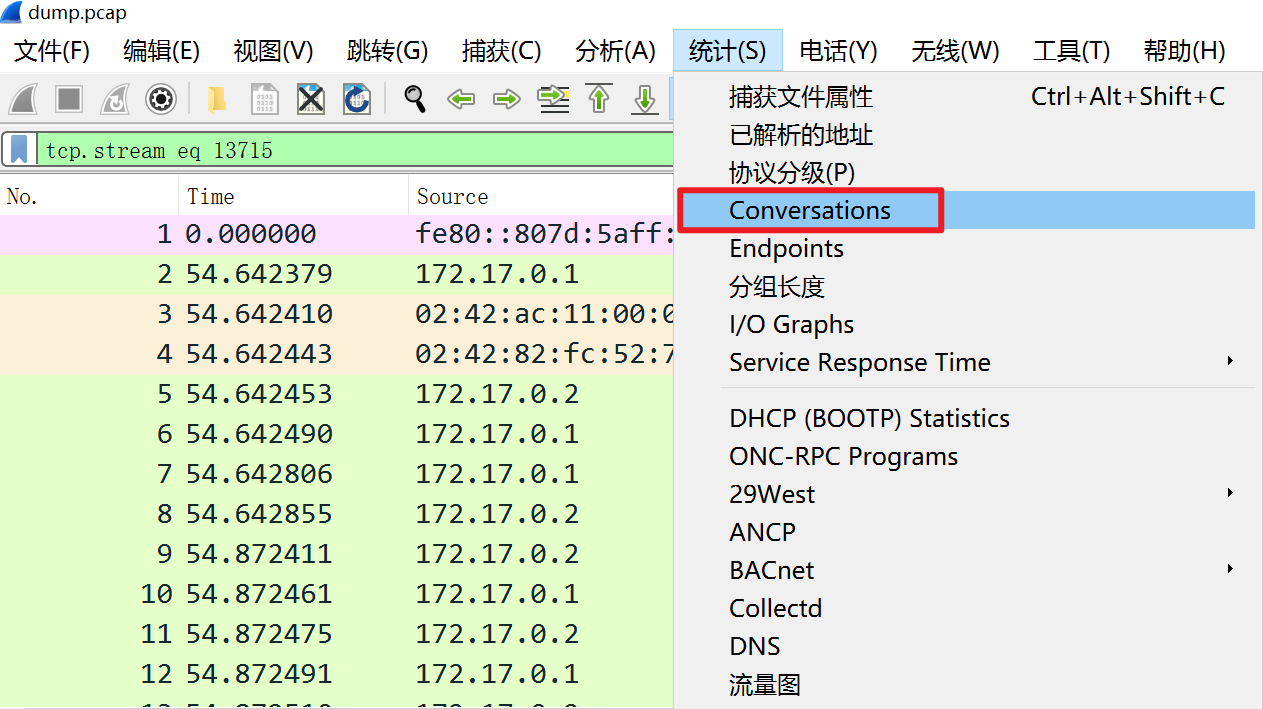 dump.pcap
文件(F) 编辑(E) 视图(V) 跳转(G) 捕获(C) 分析(A) 统计(S) 电话(Y) 无线(W) 工具(T) 帮助(H)
捕获文件属性 Ctrl+Alt+Shift+C
已解析的地址
协议分级(P)
Conversations
Endpoints
分组长度
I/O Graphs
Service Response Time
DHCP (BOOTP) Statistics
ONC-RPC Programs
29West
ANCP
BACnet
Collectd
DNS
流量图
tcp.stream eq 13715
No. Time Source
1 0.000000 fe80::807d:5aff:
2 54.642379 172.17.0.1
3 54.642410 02:42:ac:11:00:0
4 54.642443 02:42:82:fc:52:7
5 54.642453 172.17.0.2
6 54.642490 172.17.0.1
7 54.642806 172.17.0.1
8 54.642855 172.17.0.2
9 54.872411 172.17.0.2
10 54.872461 172.17.0.1
11 54.872475 172.17.0.2
12 54.872491 172.17.0.1